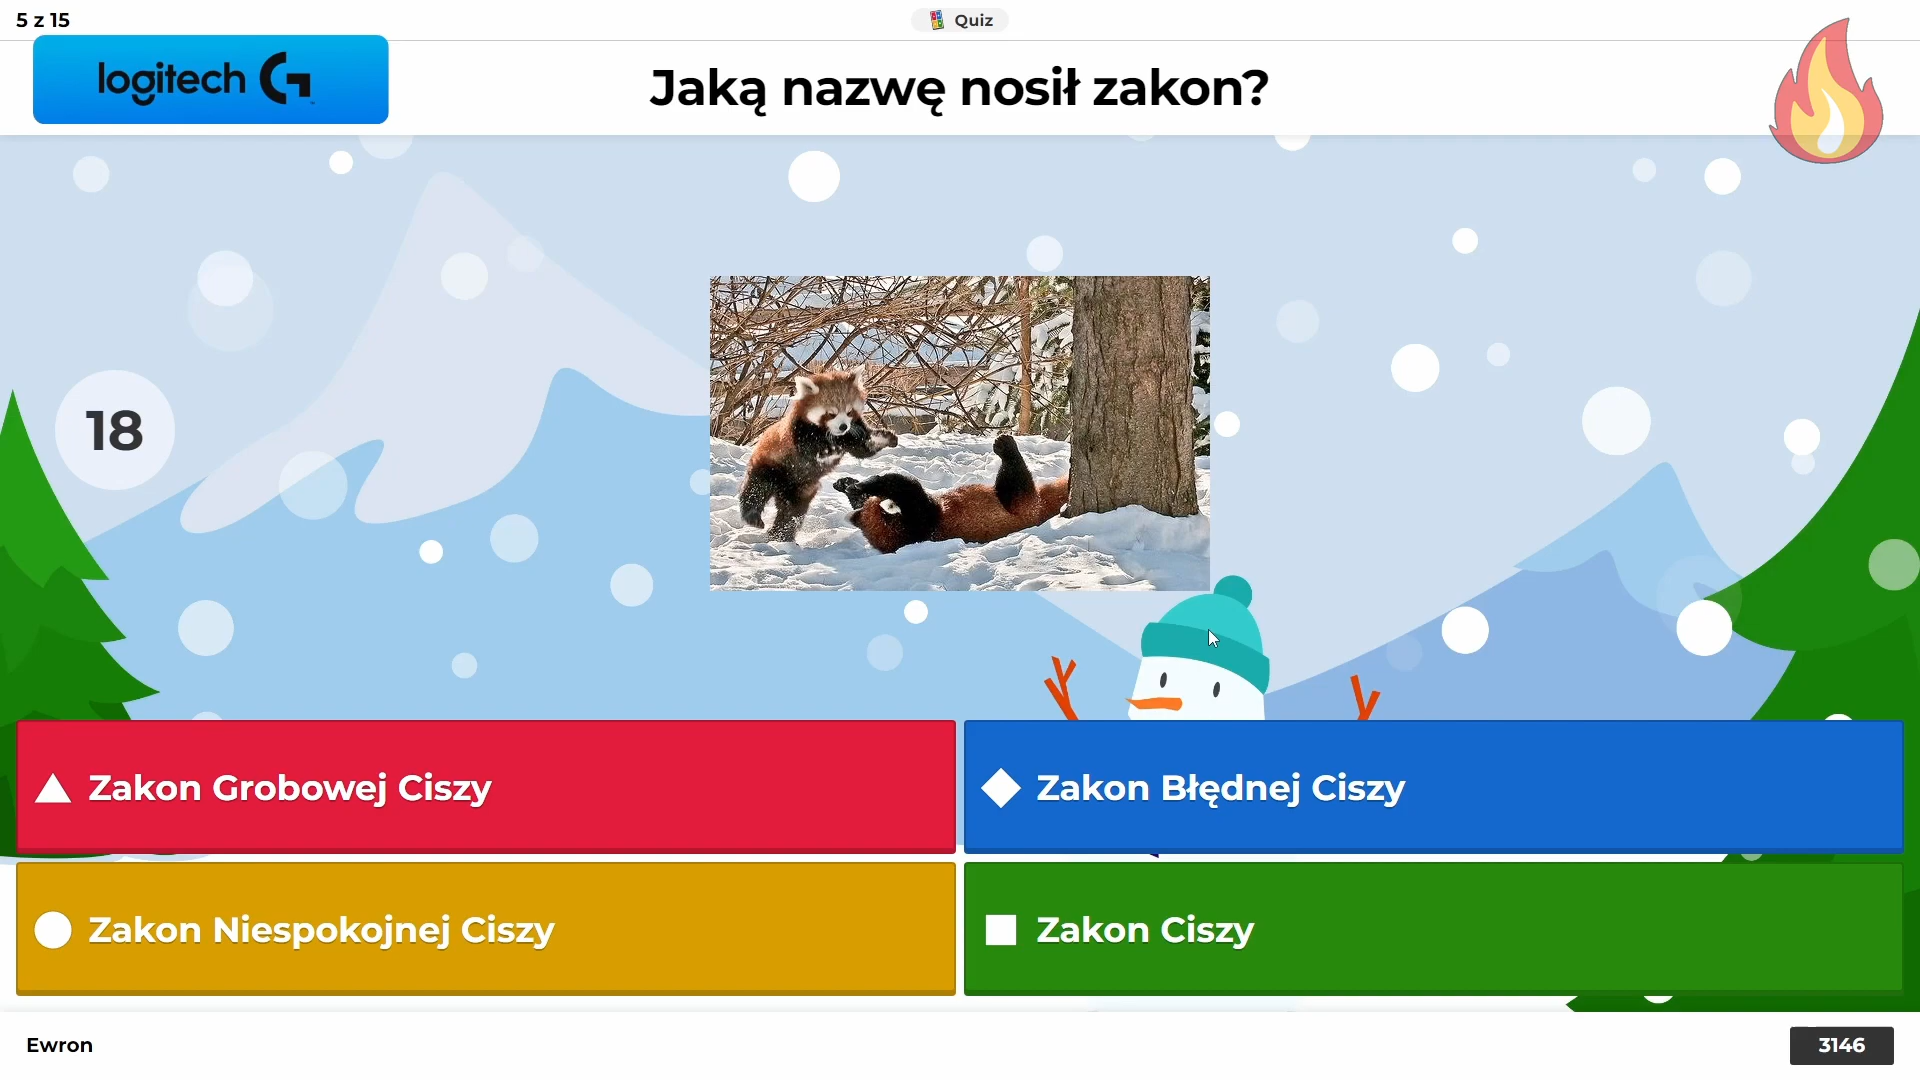 5 z 15
Quiz
logitech G
Jaką nazwę nosił zakon?
18
Zakon Grobowej Ciszy
Zakon Błędnej Ciszy
Zakon Niespokojnej Ciszy
Zakon Ciszy
Ewron
3146